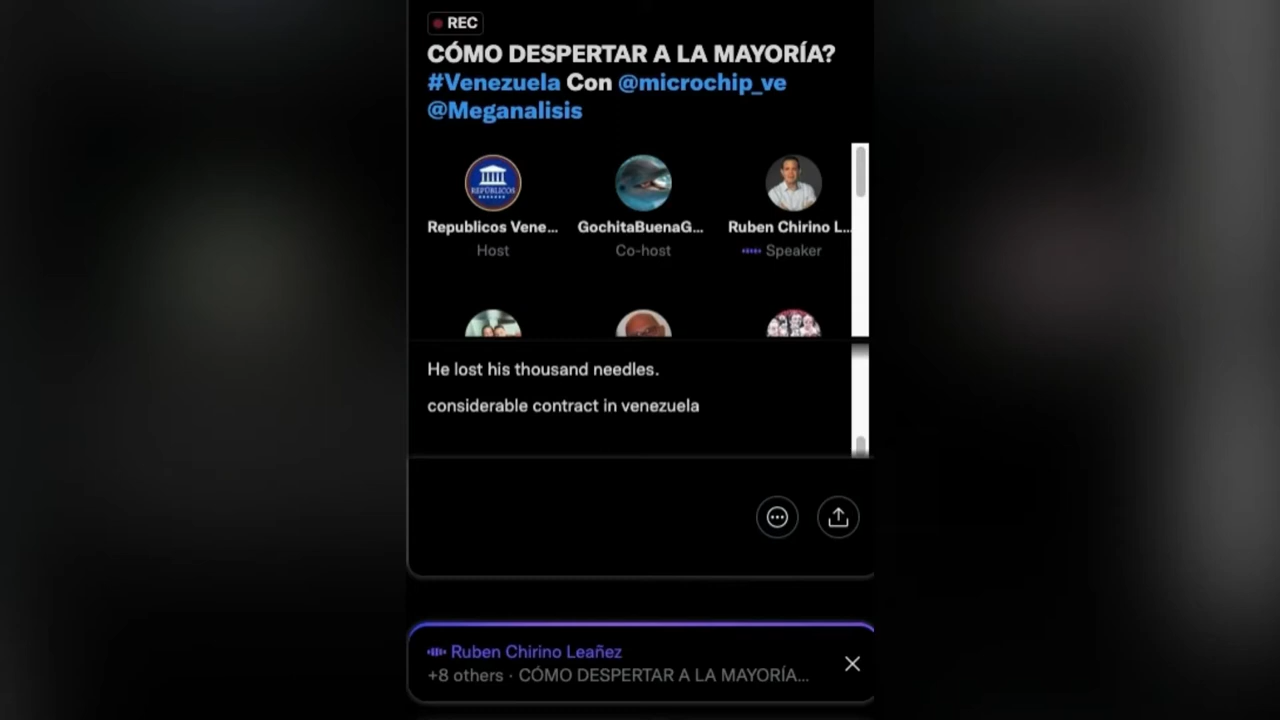 REC
CÓMO DESPERTAR A LA MAYORÍA?
#Venezuela Con @microchip_ve
@Meganalisis
REPÚBLICOS
Republicos Vene... GochitaBuenaG... Ruben Chirino L...
Host Co-host Speaker
He lost his thousand needles.
considerable contract in venezuela
Ruben Chirino Leañez
+8 others · CÓMO DESPERTAR A LA MAYORÍA...